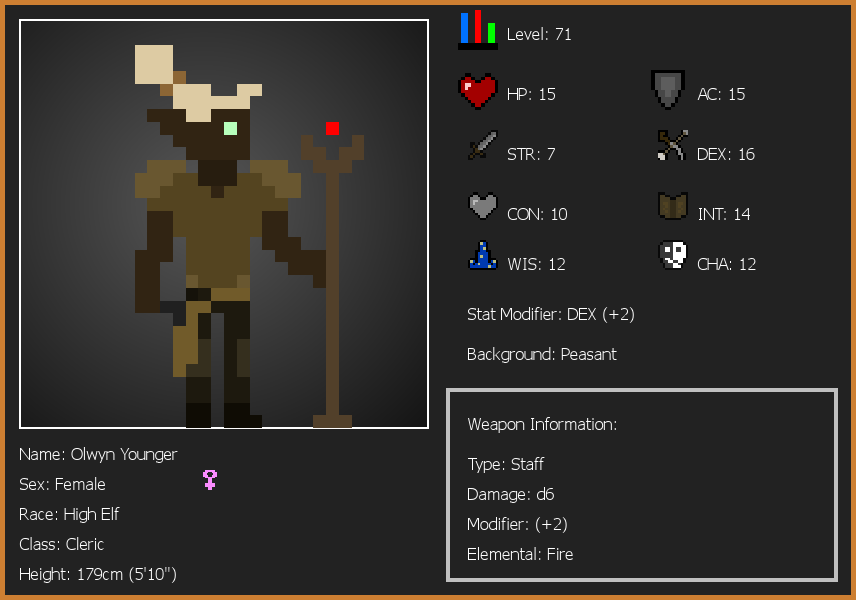 Level: 71
HP: 15
AC: 15
STR: 7
DEX: 16
CON: 10
INT: 14
WIS: 12
CHA: 12
Stat Modifier: DEX (+2)
Background: Peasant
Weapon Information:
Type: Staff
Damage: d6
Modifier: (+2)
Elemental: Fire
Name: Olwyn Younger
Sex: Female
Race: High Elf
Class: Cleric
Height: 179cm (5'10")